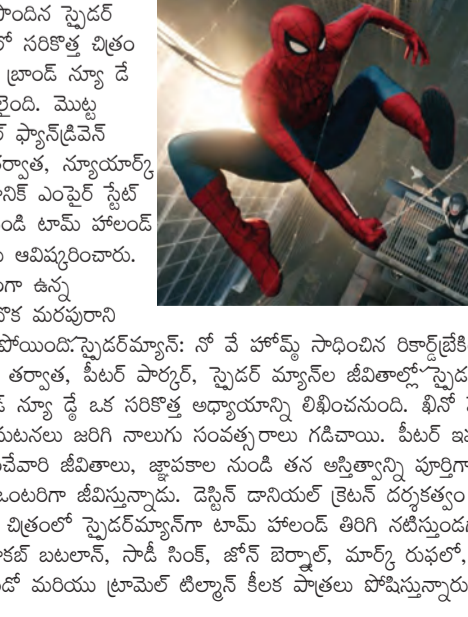 పొందిన స్పైడర్
లో సరికొత్త చిత్రం
బ్రాండ్ న్యూ డే
లైంది. మొట్ట
ఫ్యాన్‌డ్రివెన్
ర్వాత, న్యూయార్క్
నిక్ ఎంపైర్ స్టేట్
ండి టామ్ హాలండ్
ఆవిష్కరించారు.
గా ఉన్న
మరపురాని
పోయింది.స్పైడర్‌మ్యాన్: నో వే హోమ్ఠ సాధించిన రికార్డ్‌బ్రేకి
తర్వాత, పీటర్ పార్కర్, స్పైడర్ మ్యాన్‌ల జీవితాల్లో స్పైడ
న్యూ డ్ఠే ఒక సరికొత్త అధ్యాయాన్ని లిఖించనుంది. ఖినో
ఘటనలు జరిగి నాలుగు సంవత్సరాలు గడిచాయి. పీటర్ ఇ
చేవారి జీవితాలు, జ్ఞాపకాల నుండి తన అస్తిత్వాన్ని పూర్తిగా
ఒంటరిగా జీవిస్తున్నాడు. డెస్టిన్ డానియల్ క్రెటన్ దర్శకత్వం
చిత్రంలో స్పైడర్‌మ్యాన్‌గా టామ్ హాలండ్ తిరిగి నటిస్తుండ
కబ్ బటలాన్, సాడీ సింక్, జోన్ బెర్న్తాల్, మార్క్ రుఫలో,
డో మరియు ట్రామెల్ టిల్మాన్ కీలక పాత్రలు పోషిస్తున్నారు